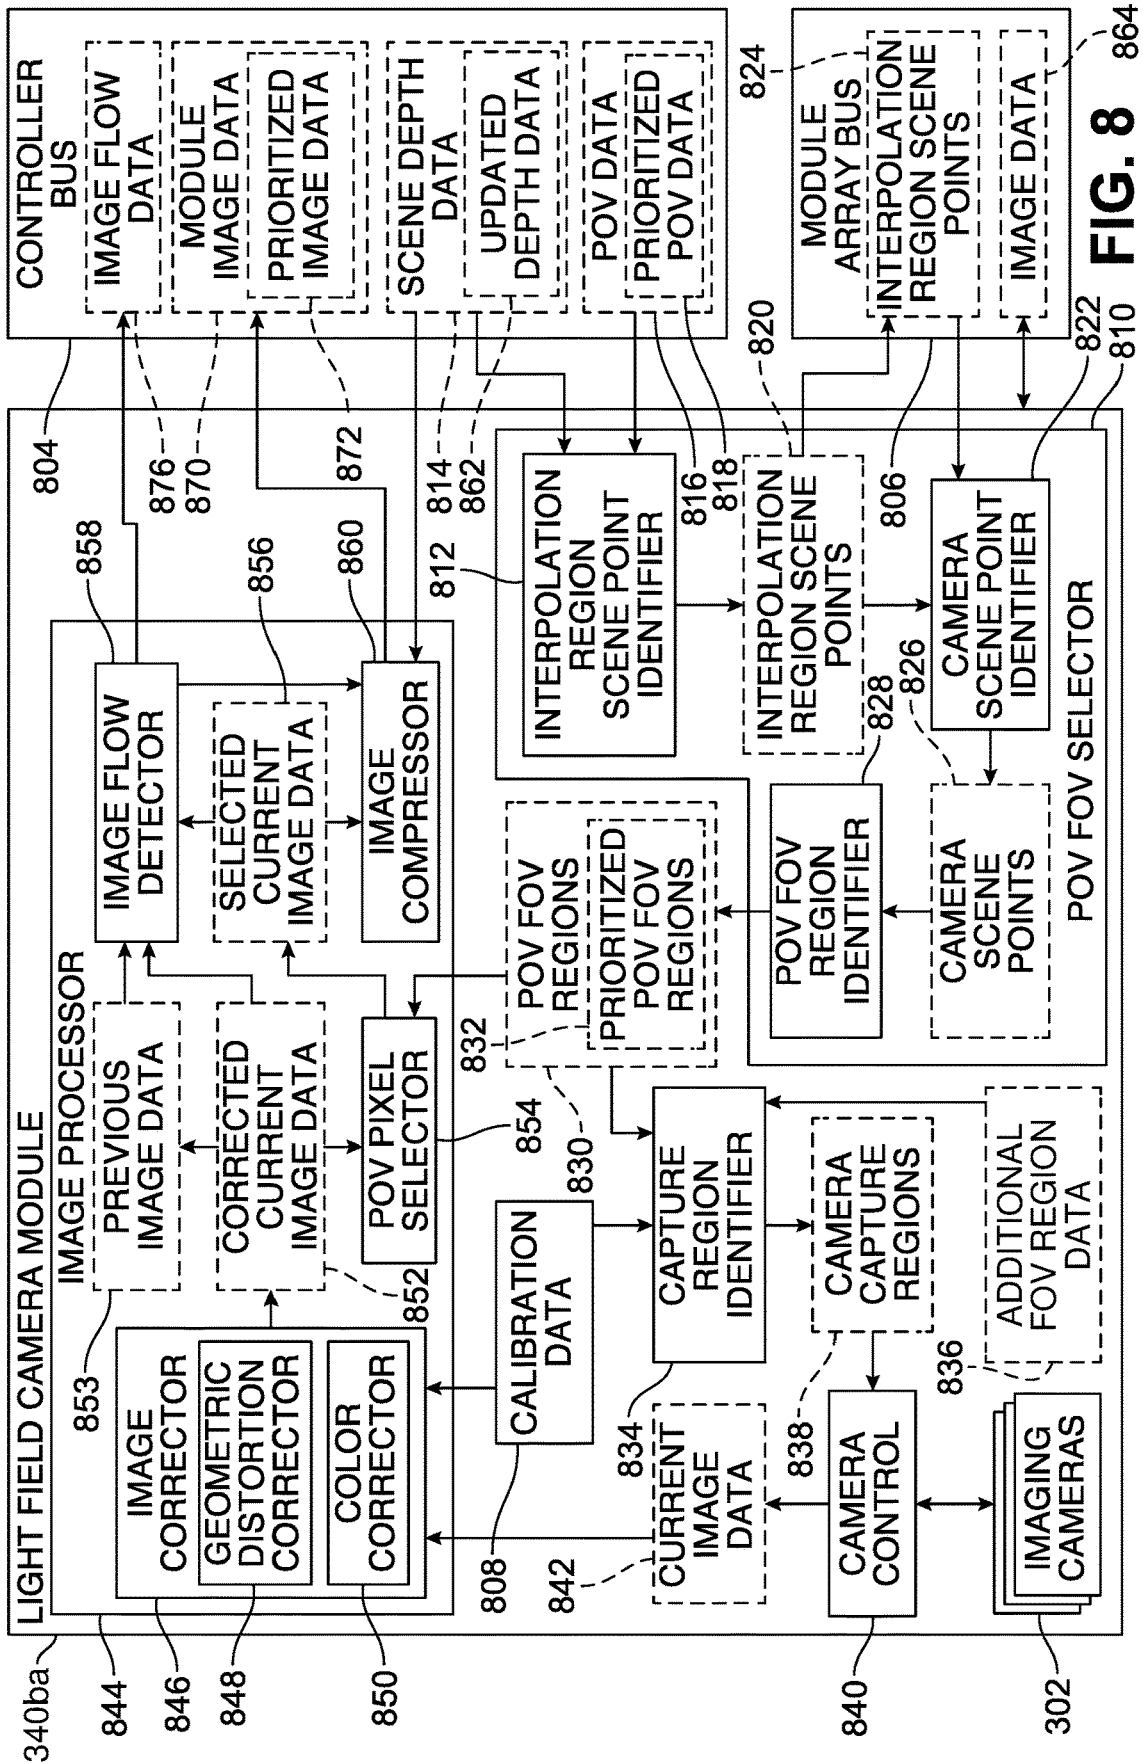 340ba
LIGHT FIELD CAMERA MODULE
844
IMAGE PROCESSOR
846
IMAGE
CORRECTOR
848
GEOMETRIC
DISTORTION
CORRECTOR
850
COLOR
CORRECTOR
853
PREVIOUS
IMAGE DATA
CORRECTED
CURRENT
IMAGE DATA
852
POV PIXEL
SELECTOR
854
858
IMAGE FLOW
DETECTOR
856
SELECTED
CURRENT
IMAGE DATA
860
IMAGE
COMPRESSOR
804
CONTROLLER
BUS
876
IMAGE FLOW
DATA
870
MODULE
IMAGE DATA
872
PRIORITIZED
IMAGE DATA
814
SCENE DEPTH
DATA
862
UPDATED
DEPTH DATA
816
POV DATA
818
PRIORITIZED
POV DATA
808
CALIBRATION
DATA
842
CURRENT
IMAGE
DATA
834
CAPTURE
REGION
IDENTIFIER
830
POV FOV
REGIONS
832
PRIORITIZED
POV FOV
REGIONS
838
CAMERA
CAPTURE
REGIONS
840
CAMERA
CONTROL
302
IMAGING
CAMERAS
836
ADDITIONAL
FOV REGION
DATA
812
INTERPOLATION
REGION
SCENE POINT
IDENTIFIER
820
INTERPOLATION
REGION SCENE
POINTS
828
POV FOV
REGION
IDENTIFIER
826
CAMERA
SCENE
POINTS
822
CAMERA
SCENE POINT
IDENTIFIER
810
POV FOV SELECTOR
806
MODULE
ARRAY BUS
824
INTERPOLATION
REGION SCENE
POINTS
864
IMAGE DATA
FIG. 8